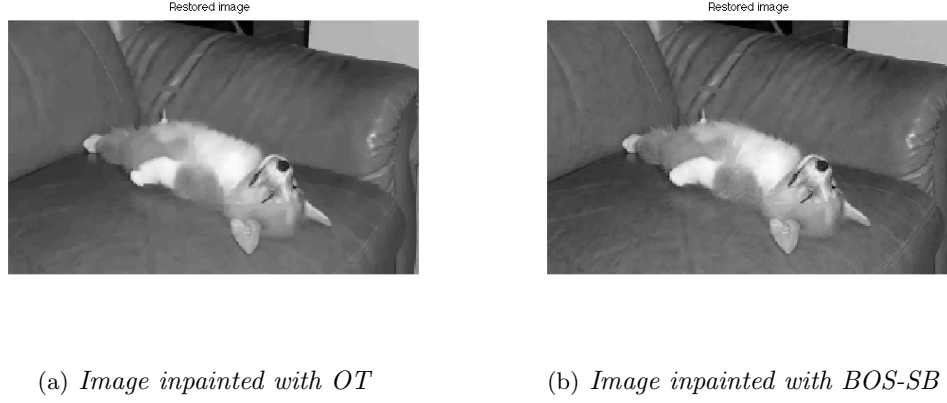 Restored image
Restored image
(a) Image inpainted with OT
(b) Image inpainted with BOS-SB